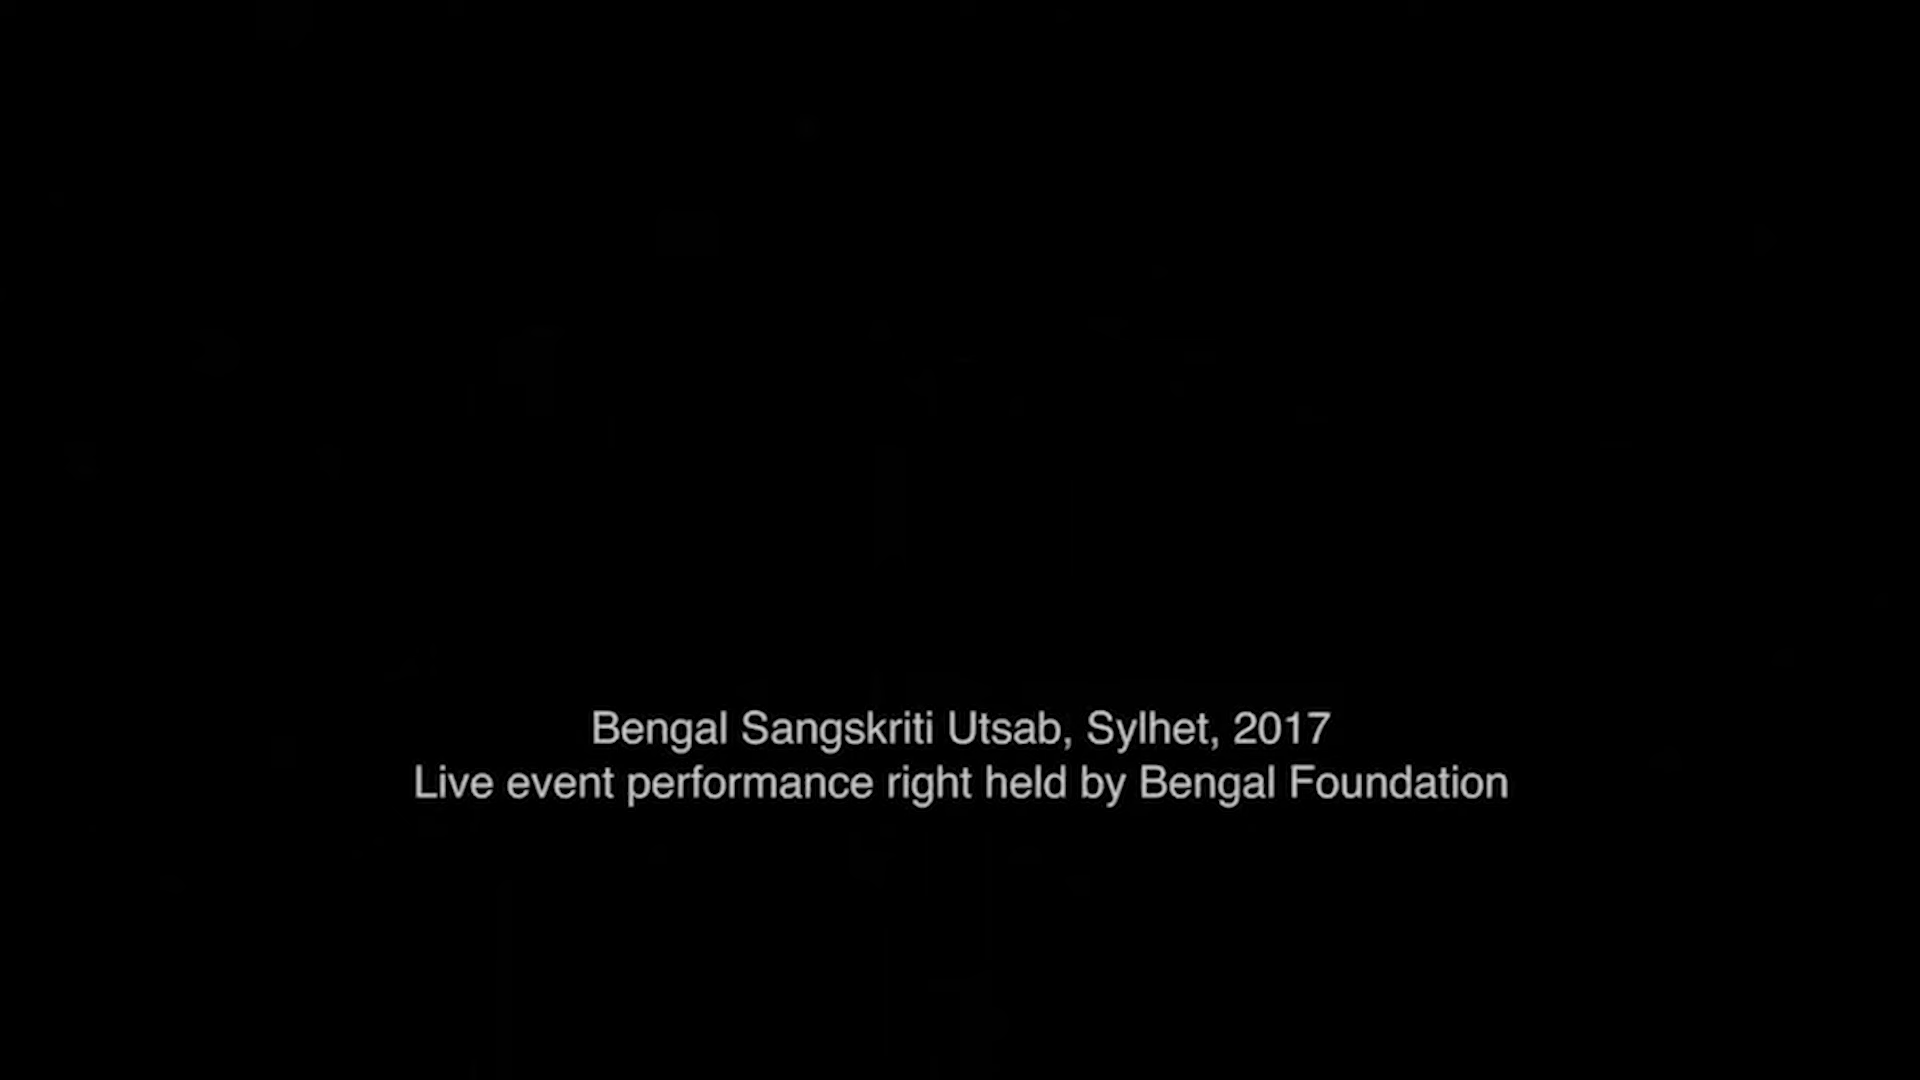 Bengal Sangskriti Utsab, Sylhet, 2017
Live event performance right held by Bengal Foundation